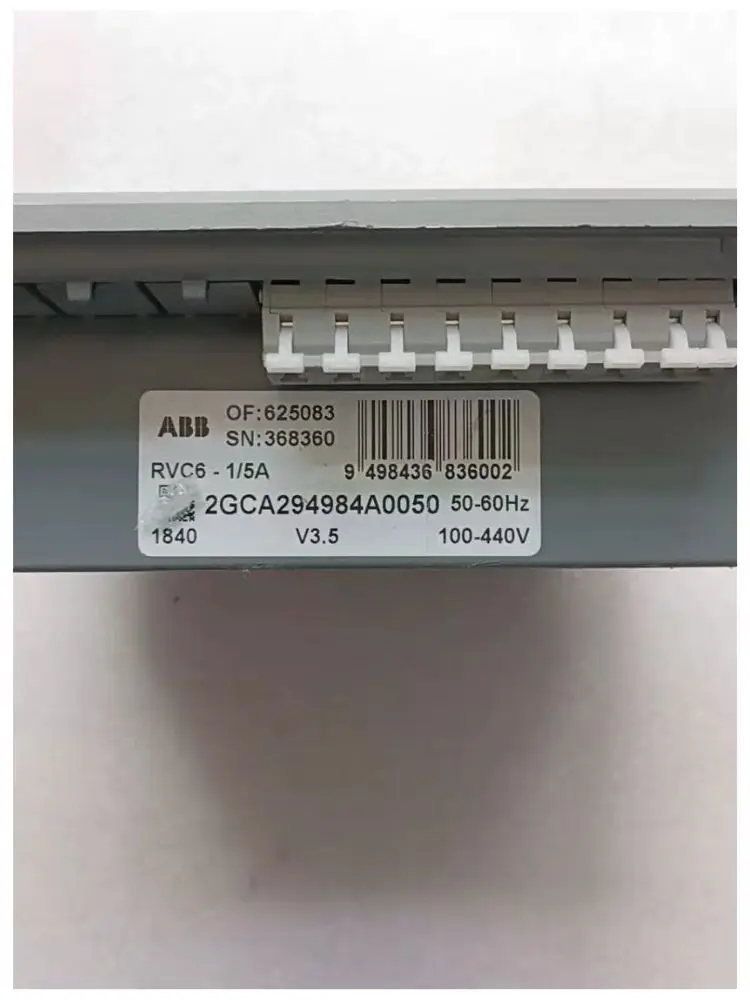 ABB
OF:625083
SN:368360
RVC6 - 1/5A
9 498436 836002
2GCA294984A0050 50-60Hz
1840 V3.5 100-440V